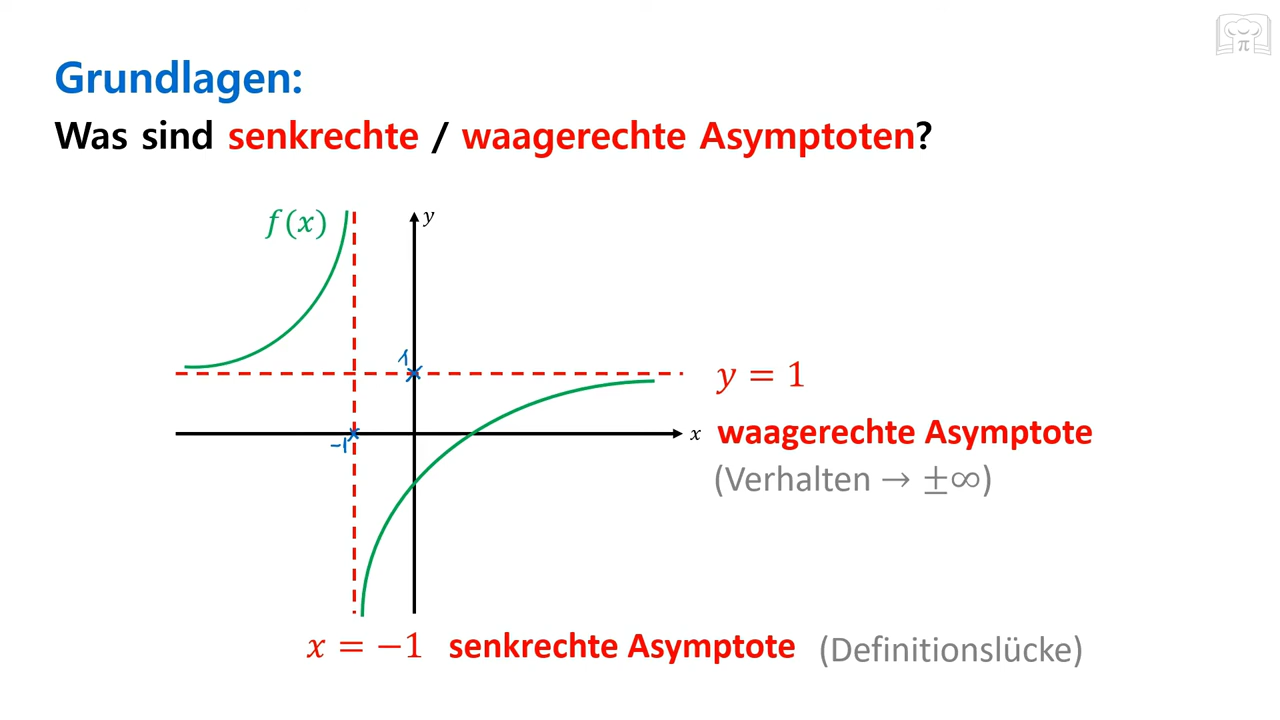 Grundlagen:
Was sind senkrechte / waagerechte Asymptoten?
f(x)
y
1
y = 1
x
-1
waagerechte Asymptote
(Verhalten → ±∞)
x = −1 senkrechte Asymptote (Definitionslücke)
π